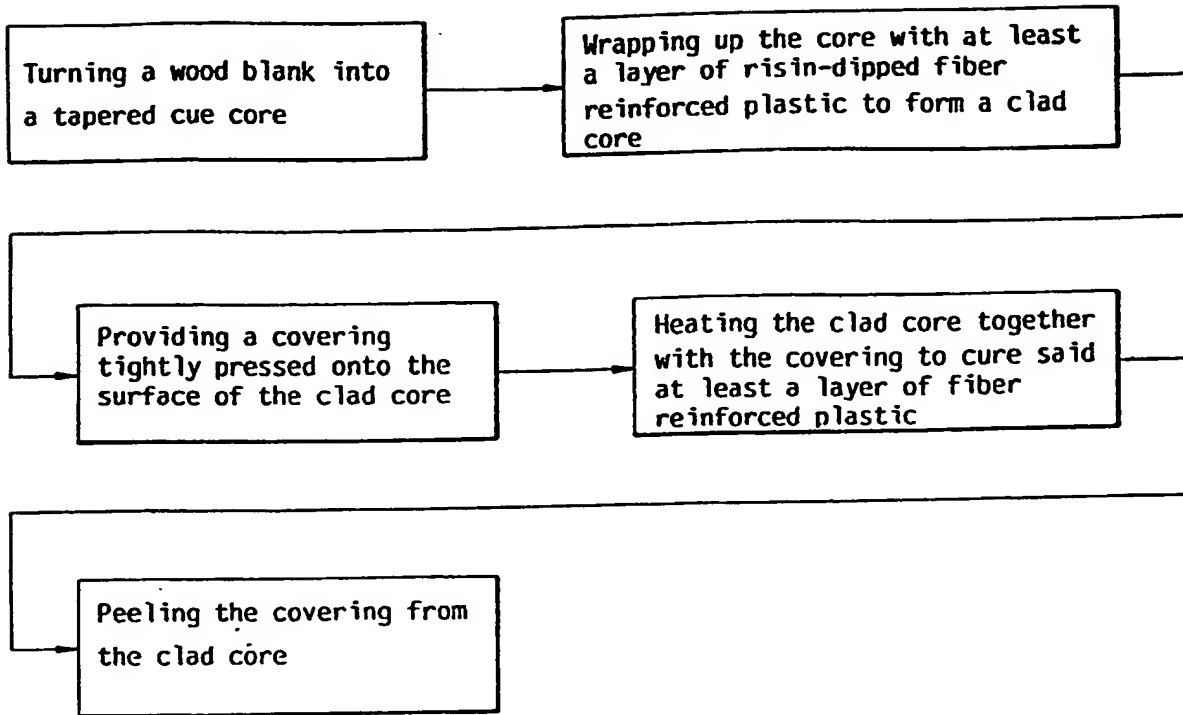 Turning a wood blank into
a tapered cue core
Wrapping up the core with at least
a layer of risin-dipped fiber
reinforced plastic to form a clad
core
Providing a covering
tightly pressed onto the
surface of the clad core
Heating the clad core together
with the covering to cure said
at least a layer of fiber
reinforced plastic
Peeling the covering from
the clad core